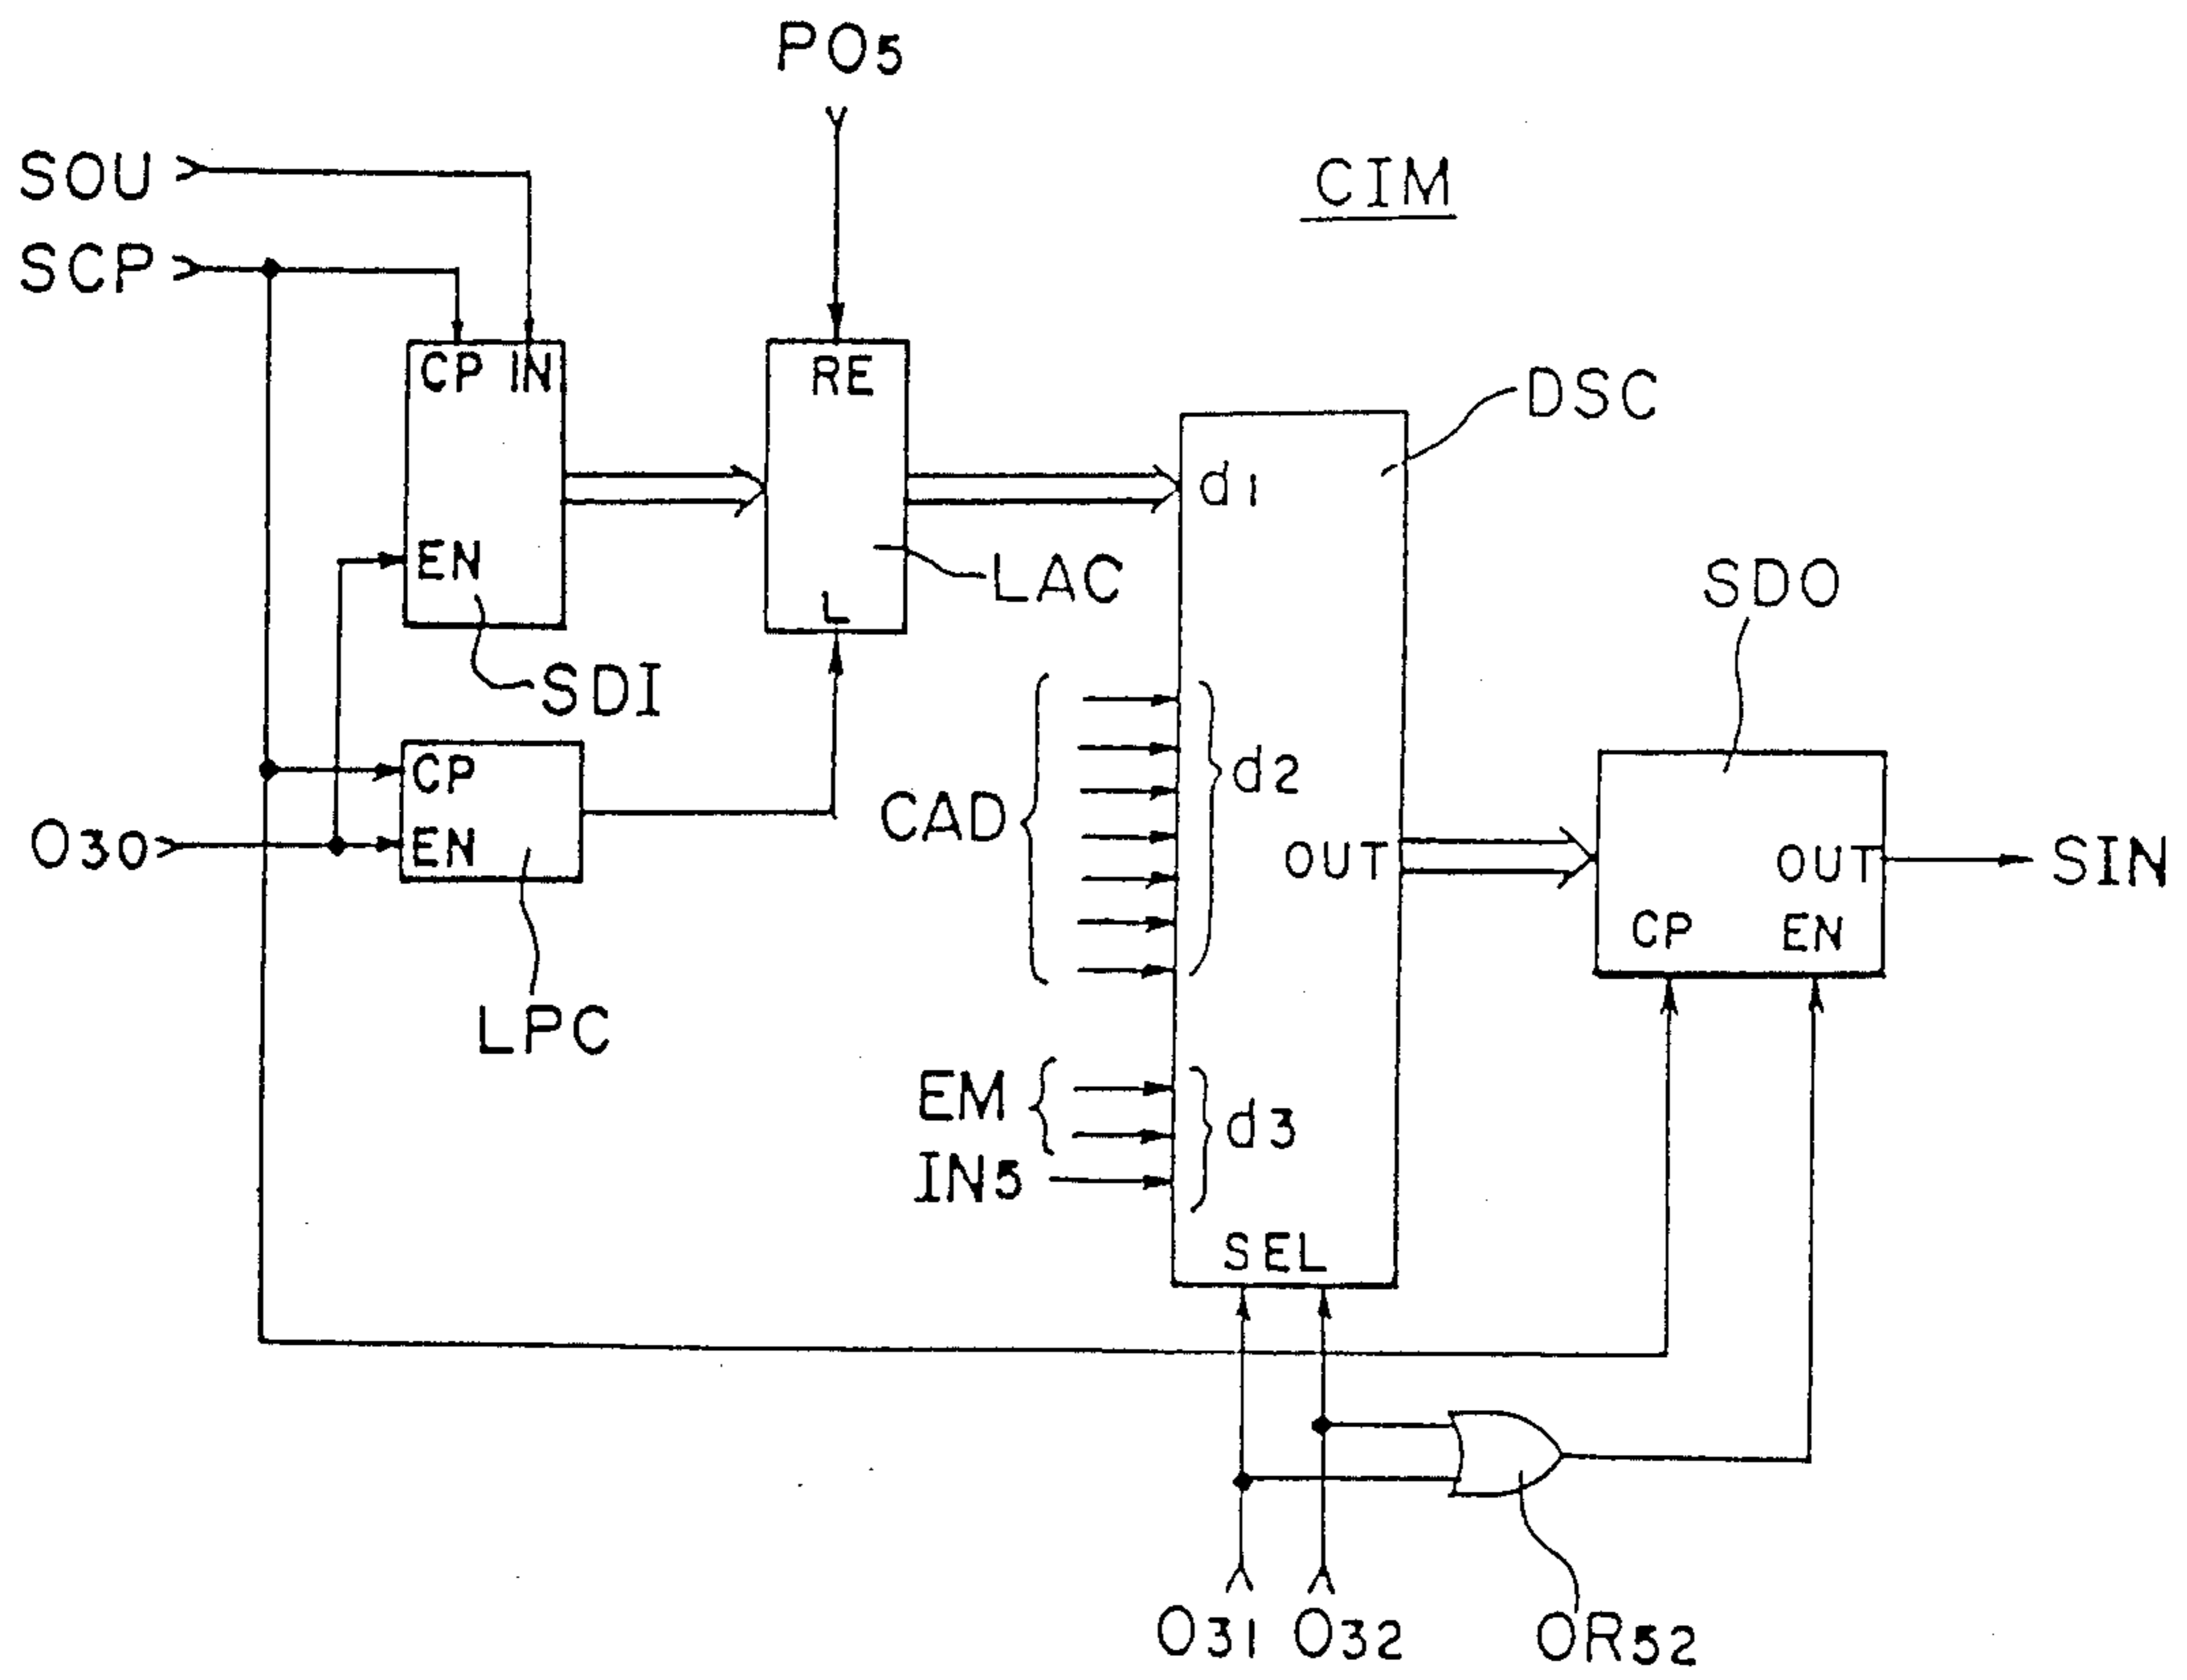 PO5
SOU
CIM
SCP
CP IN
RE
DSC
d1
EN
LAC
L
SDO
SDI
CP
d2
CAD
O30
EN
OUT
OUT
SIN
CP
EN
LPC
EM
d3
IN5
SEL
O31
O32
OR52